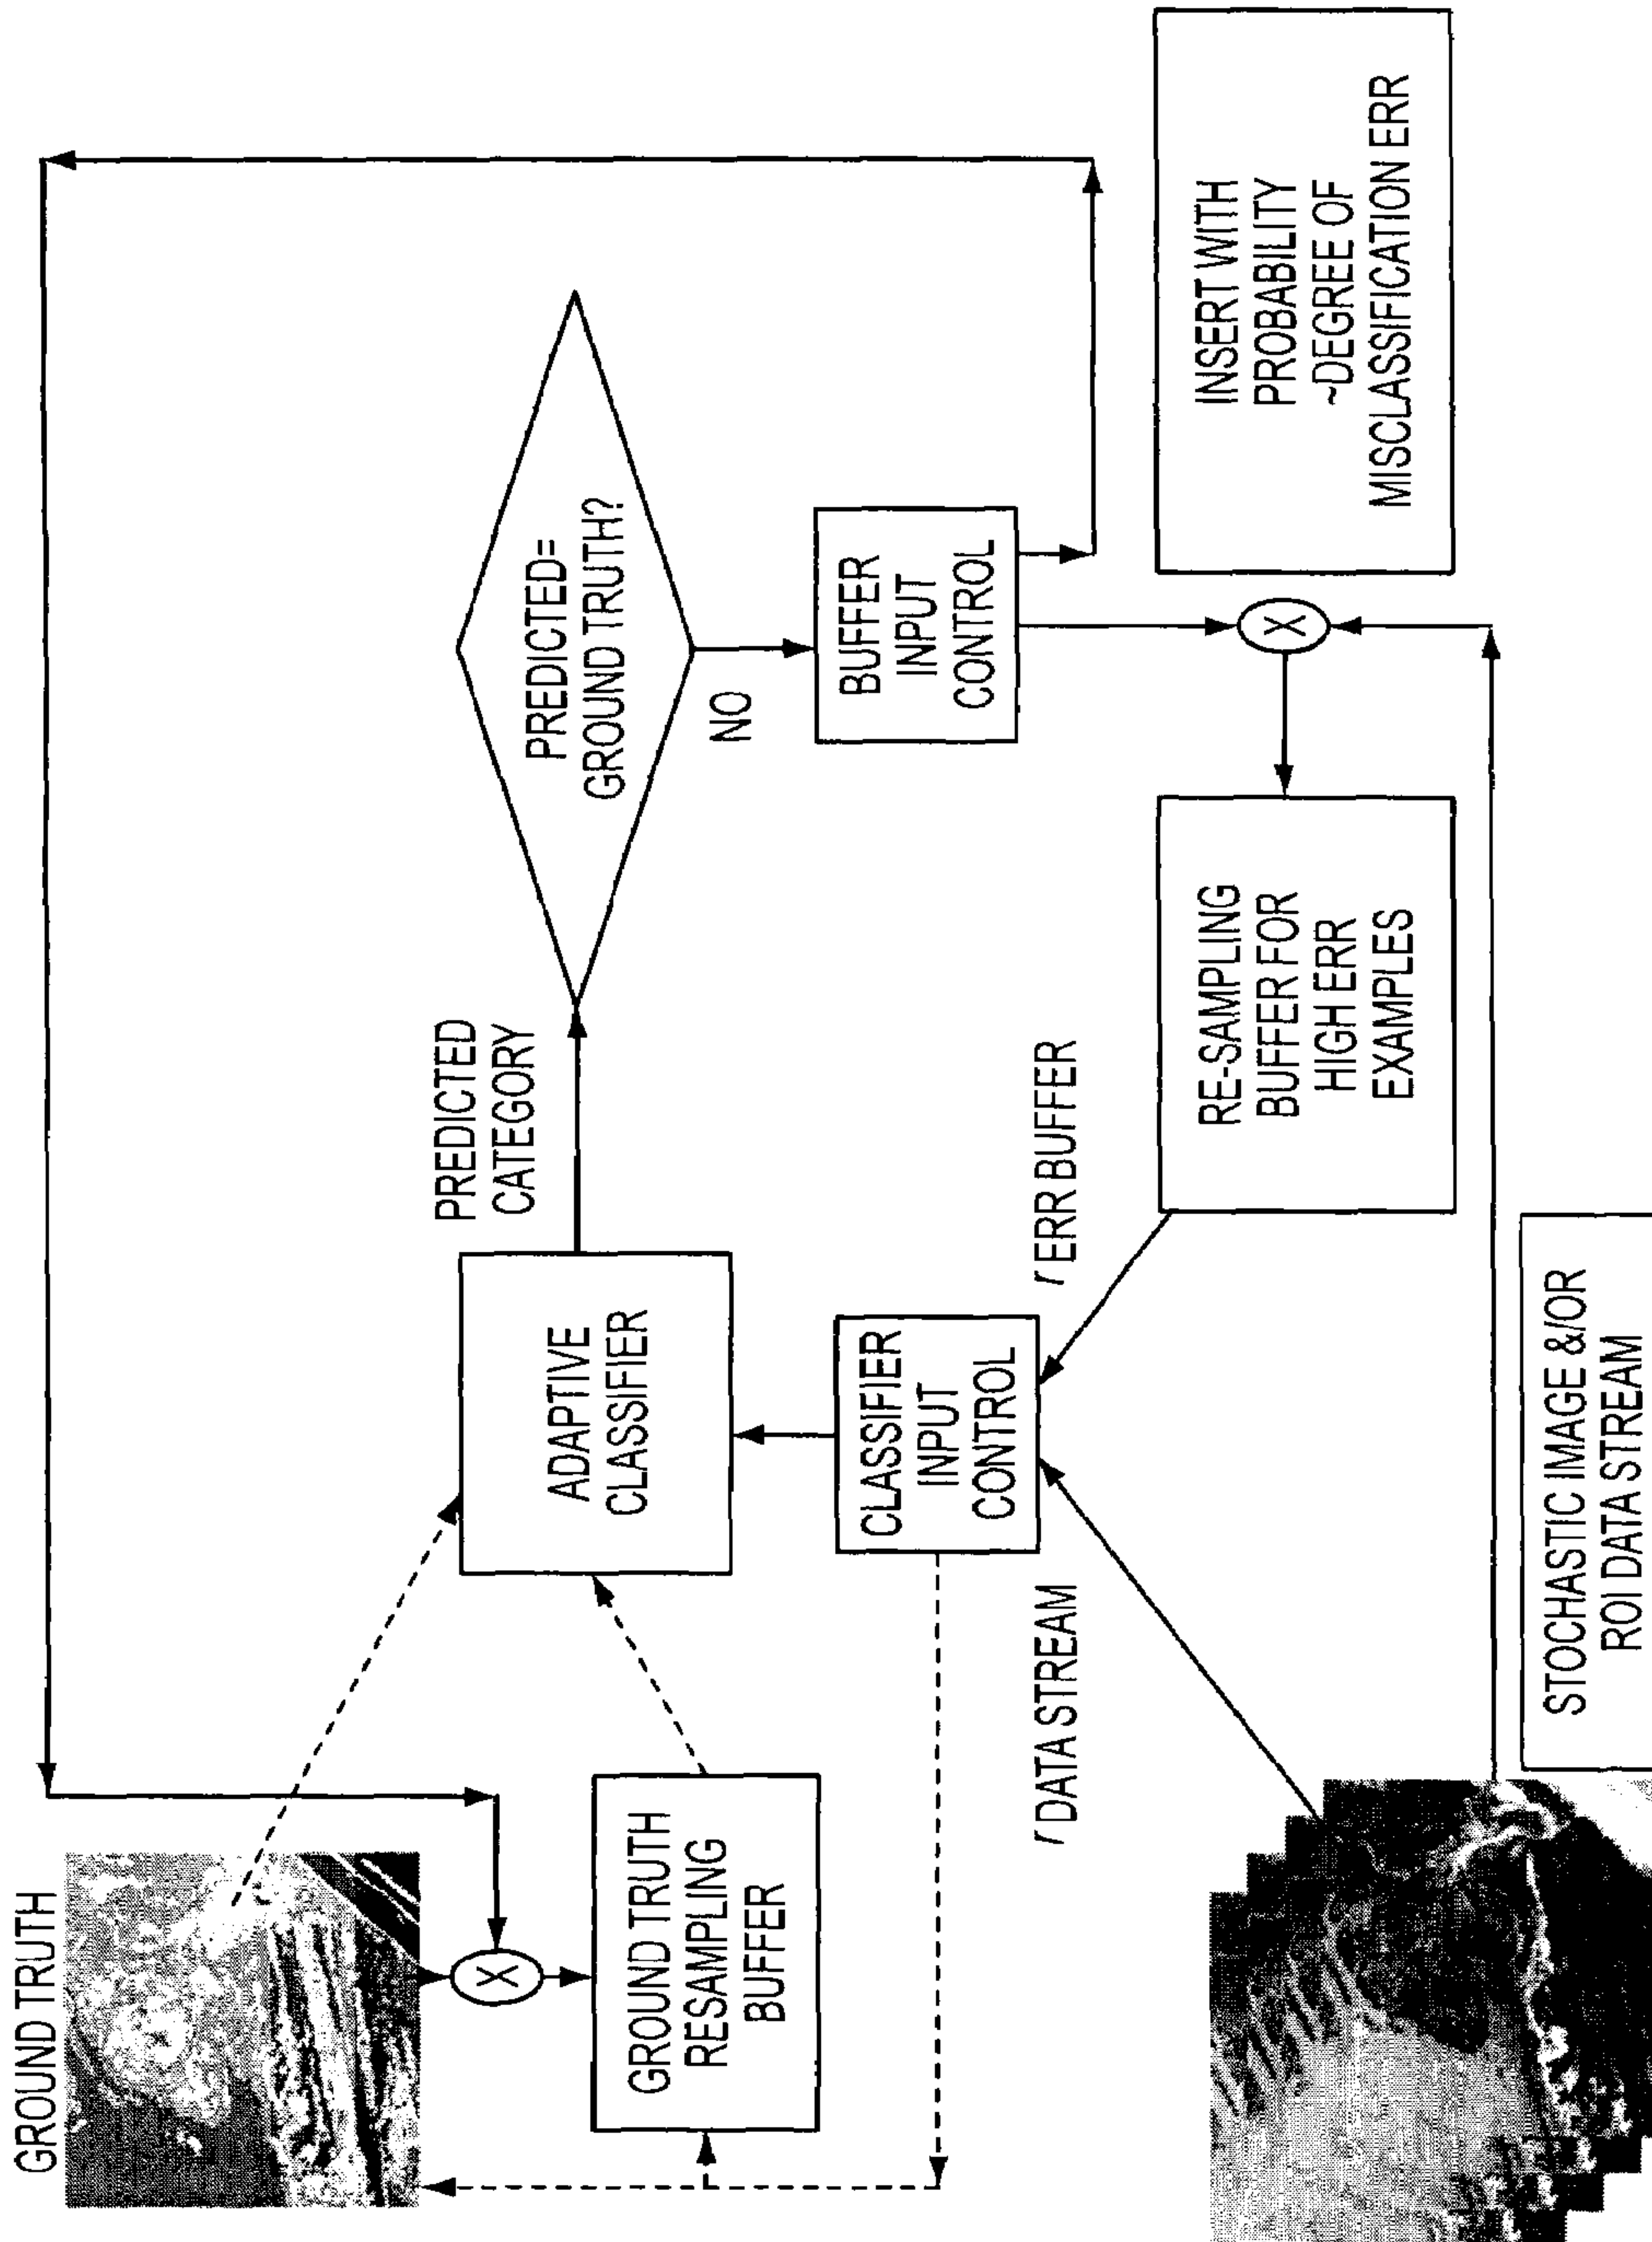 GROUND TRUTH
GROUND TRUTH
RESAMPLING
BUFFER
X
ADAPTIVE
CLASSIFIER
PREDICTED
CATEGORY
PREDICTED=
GROUND TRUTH?
NO
CLASSIFIER
INPUT
CONTROL
BUFFER
INPUT
CONTROL
r DATA STREAM
r ERR BUFFER
RE-SAMPLING
BUFFER FOR
HIGH ERR
EXAMPLES
X
INSERT WITH
PROBABILITY
~DEGREE OF
MISCLASSIFICATION ERR
STOCHASTIC IMAGE &/OR
ROI DATA STREAM